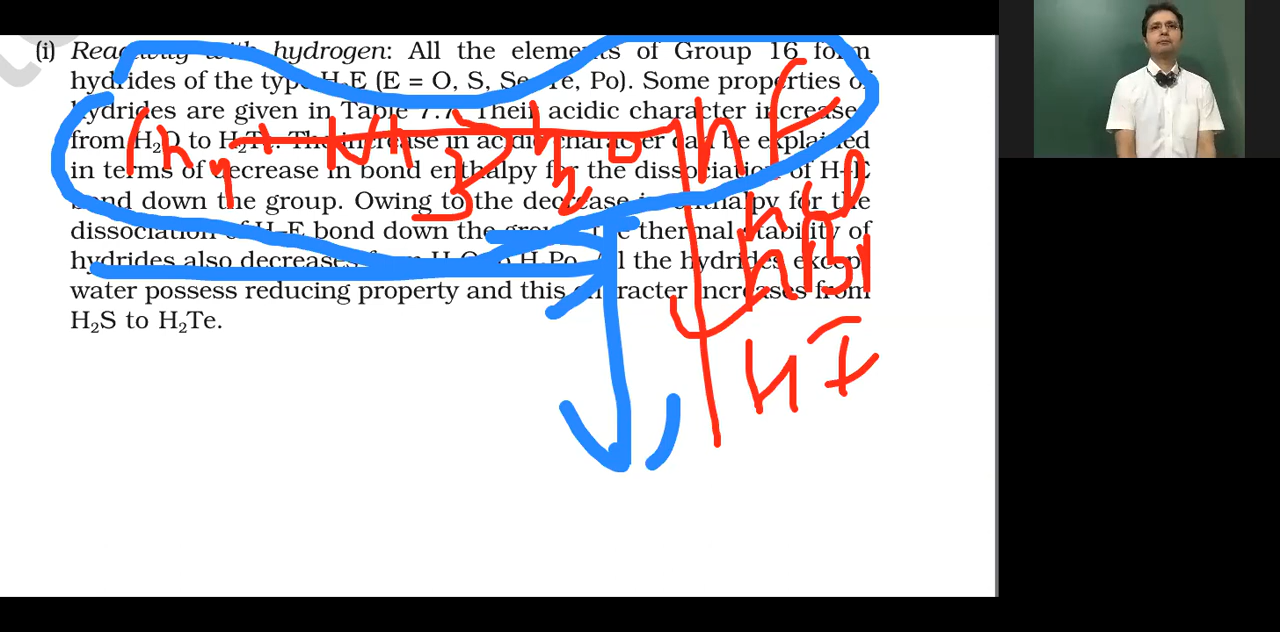 (i) Reactivity with hydrogen: All the elements of Group 16 form
hydrides of the type H₂E (E = O, S, Se, Te, Po). Some properties of
hydrides are given in Table 7.7. Their acidic character increases
from H₂O to H₂Te. The increase in acidic character can be explained
in terms of decrease in bond enthalpy for the dissociation of H–E
bond down the group. Owing to the decrease in enthalpy for the
dissociation of H–E bond down the group, the thermal stability of
hydrides also decreases from H₂O to H₂Po. All the hydrides except
water possess reducing property and this character increases from
H₂S to H₂Te.
CH4 NH3 H2O HF
HCl
HBr
HI